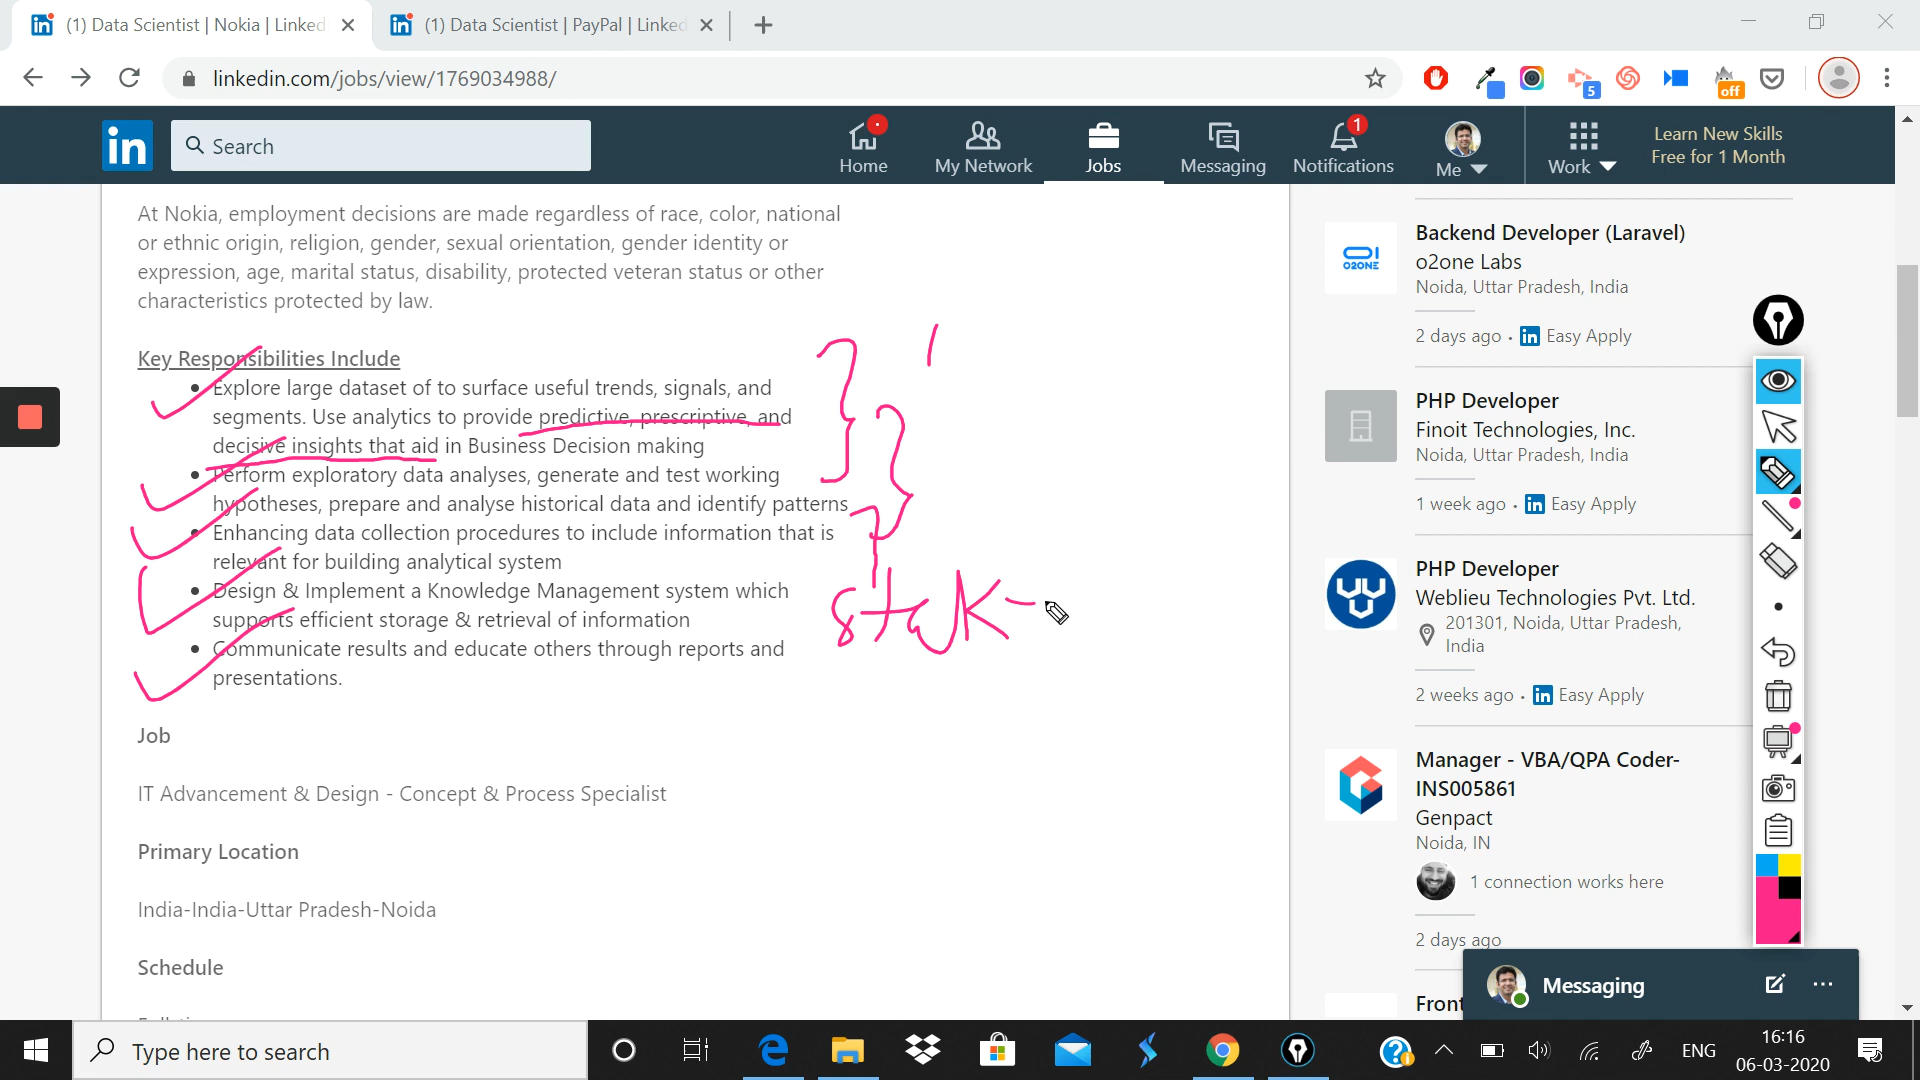 (1) Data Scientist | Nokia | Linked
(1) Data Scientist | PayPal | Linked
linkedin.com/jobs/view/1769034988/
5
off
in
Search
Home
My Network
Jobs
Messaging
1
Notifications
Me
Work
Learn New Skills
Free for 1 Month
At Nokia, employment decisions are made regardless of race, color, national
or ethnic origin, religion, gender, sexual orientation, gender identity or
expression, age, marital status, disability, protected veteran status or other
characteristics protected by law.
Key Responsibilities Include
• Explore large dataset of to surface useful trends, signals, and
segments. Use analytics to provide predictive, prescriptive, and
decisive insights that aid in Business Decision making
• Perform exploratory data analyses, generate and test working
hypotheses, prepare and analyse historical data and identify patterns
• Enhancing data collection procedures to include information that is
relevant for building analytical system
• Design & Implement a Knowledge Management system which
supports efficient storage & retrieval of information
• Communicate results and educate others through reports and
presentations.
Job
IT Advancement & Design - Concept & Process Specialist
Primary Location
India-India-Uttar Pradesh-Noida
Schedule
Backend Developer (Laravel)
o2one Labs
Noida, Uttar Pradesh, India
2 days ago • in Easy Apply
O2ONE
PHP Developer
Finoit Technologies, Inc.
Noida, Uttar Pradesh, India
1 week ago • in Easy Apply
PHP Developer
Weblieu Technologies Pvt. Ltd.
201301, Noida, Uttar Pradesh,
India
2 weeks ago • in Easy Apply
Manager - VBA/QPA Coder-
INS005861
Genpact
Noida, IN
1 connection works here
2 days ago
Front
Messaging
Type here to search
ENG
16:16
06-03-2020